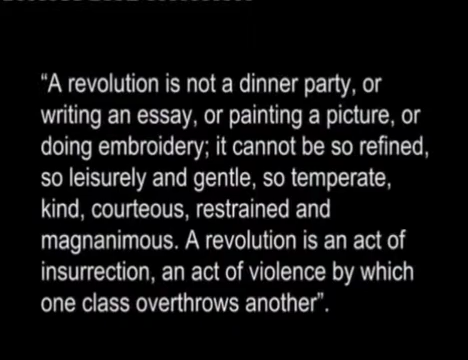 “A revolution is not a dinner party, or
writing an essay, or painting a picture, or
doing embroidery; it cannot be so refined,
so leisurely and gentle, so temperate,
kind, courteous, restrained and
magnanimous. A revolution is an act of
insurrection, an act of violence by which
one class overthrows another”.